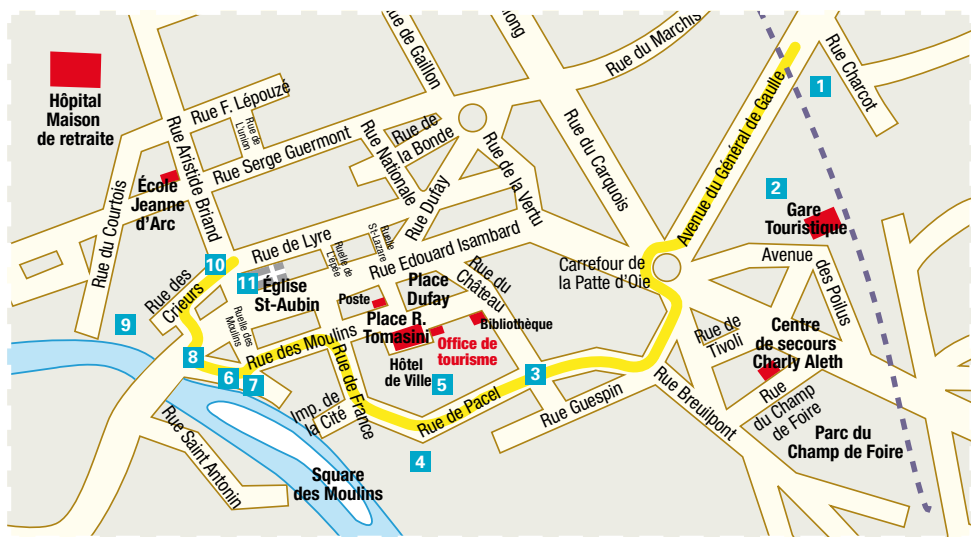 Hôpital
Maison
de retraite
Rue F. Lépouzé
Rue de
L'union
Rue Aristide Briand
Rue Serge Guermont
École
Jeanne
d'Arc
Rue du Courtois
ue de Gaillon
ong
Rue du Marchis
Rue de
la Bonde
Rue Nationale
Rue Dufay
Rue de la Vertu
Rue du Carquois
Avenue du Général de Gaulle
Rue Charcot
1
2
Gare
Touristique
Avenue
des Poilus
Carrefour de
la Patte d'Oie
10
Rue de Lyre
11
Église
St-Aubin
Ruelle de
L'épée
Ruelle
St-Lazare
Rue Edouard Isambard
Rue des
Crieurs
9
Ruelle des
Moulins
Poste
Place
Dufay
Rue du
Château
Place R.
Tomasini
Bibliothèque
Office de
tourisme
Hôtel
de Ville
5
8
6
7
Rue des Moulins
Rue de France
Imp. de
la Cité
Rue de Pacel
3
4
Rue Guespin
Rue Breuilpont
Rue de
Tivoli
Centre
de secours
Charly Aleth
Rue
du Champ
de Foire
Parc du
Champ de Foire
Rue Saint Antonin
Square
des Moulins